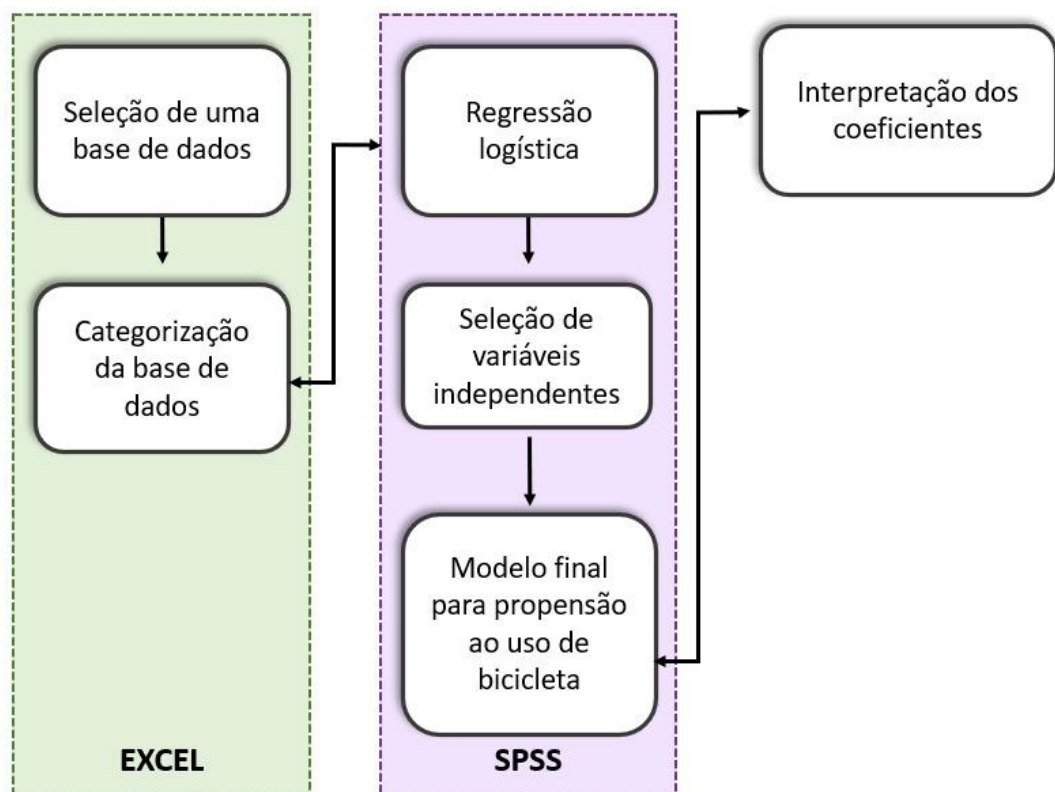 Seleção de uma
base de dados
Categorização
da base de
dados
EXCEL
Regressão
logística
Seleção de
variáveis
independentes
Modelo final
para propensão
ao uso de
bicicleta
SPSS
Interpretação dos
coeficientes